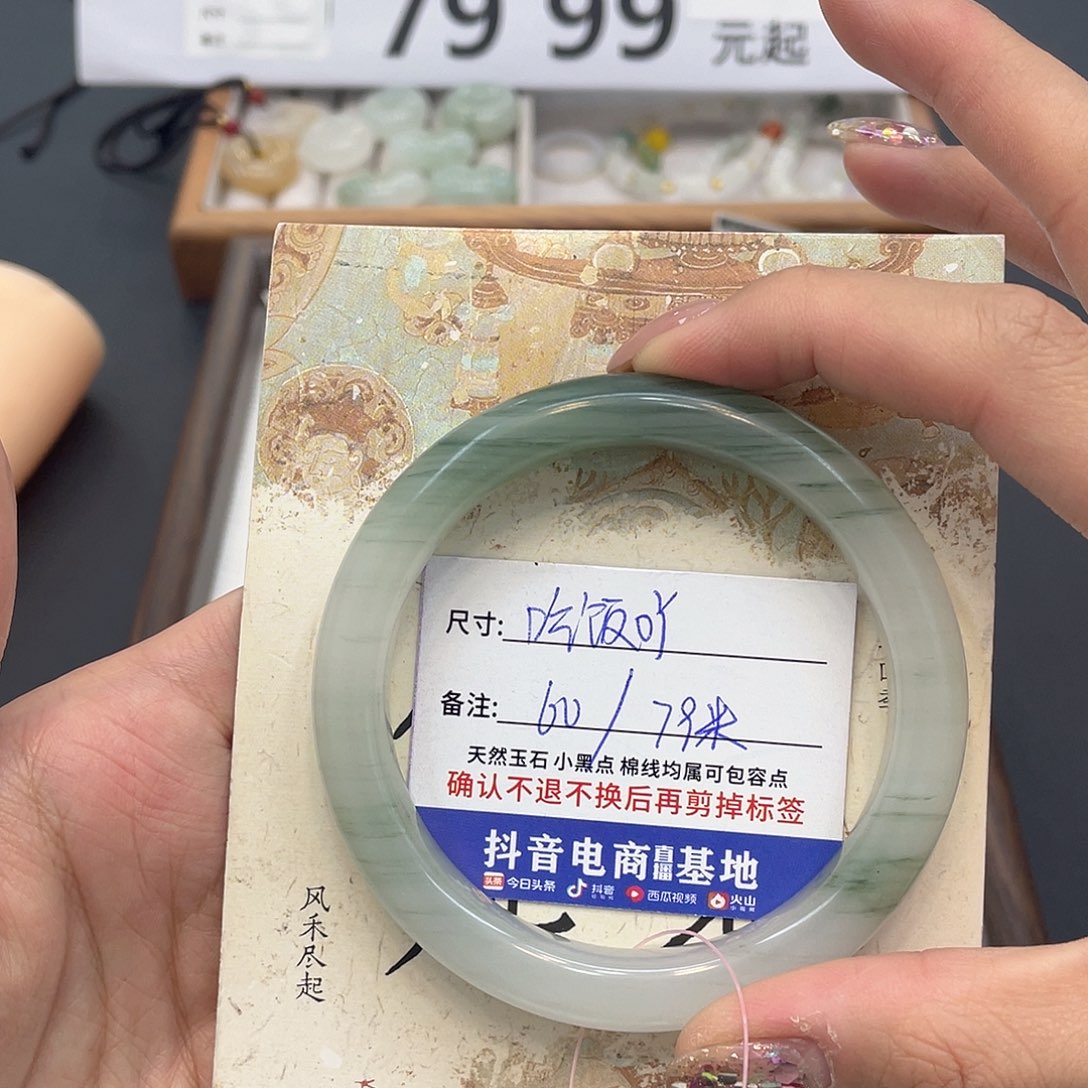 79 99 元起
尺寸: 吃饭吖
备注: 60/79米
天然玉石 小黑点 棉线均属可包容点
确认不退不换后再剪掉标签
抖音电商直播基地
头条 今日头条 抖音 西瓜视频 火山
风禾尽起